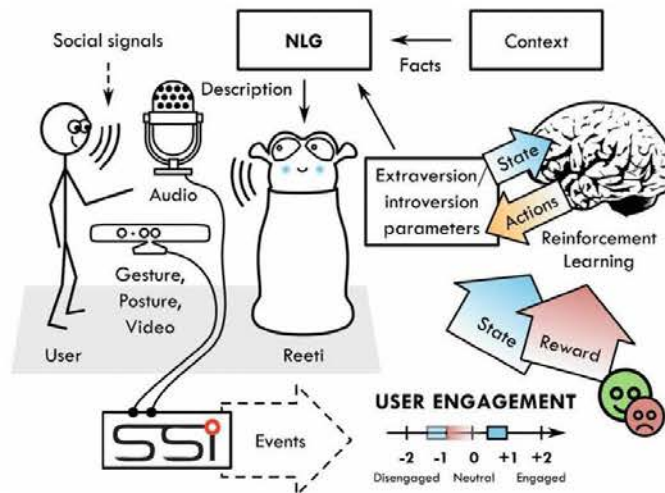 Social signals
NLG
Context
Facts
Description
Audio
Extraversion/
introversion
parameters
State
Actions
Reinforcement
Learning
Gesture,
Posture,
Video
User
Reeti
State
Reward
SSI
Events
USER ENGAGEMENT
-2 -1 0 +1 +2
Disengaged Neutral Engaged